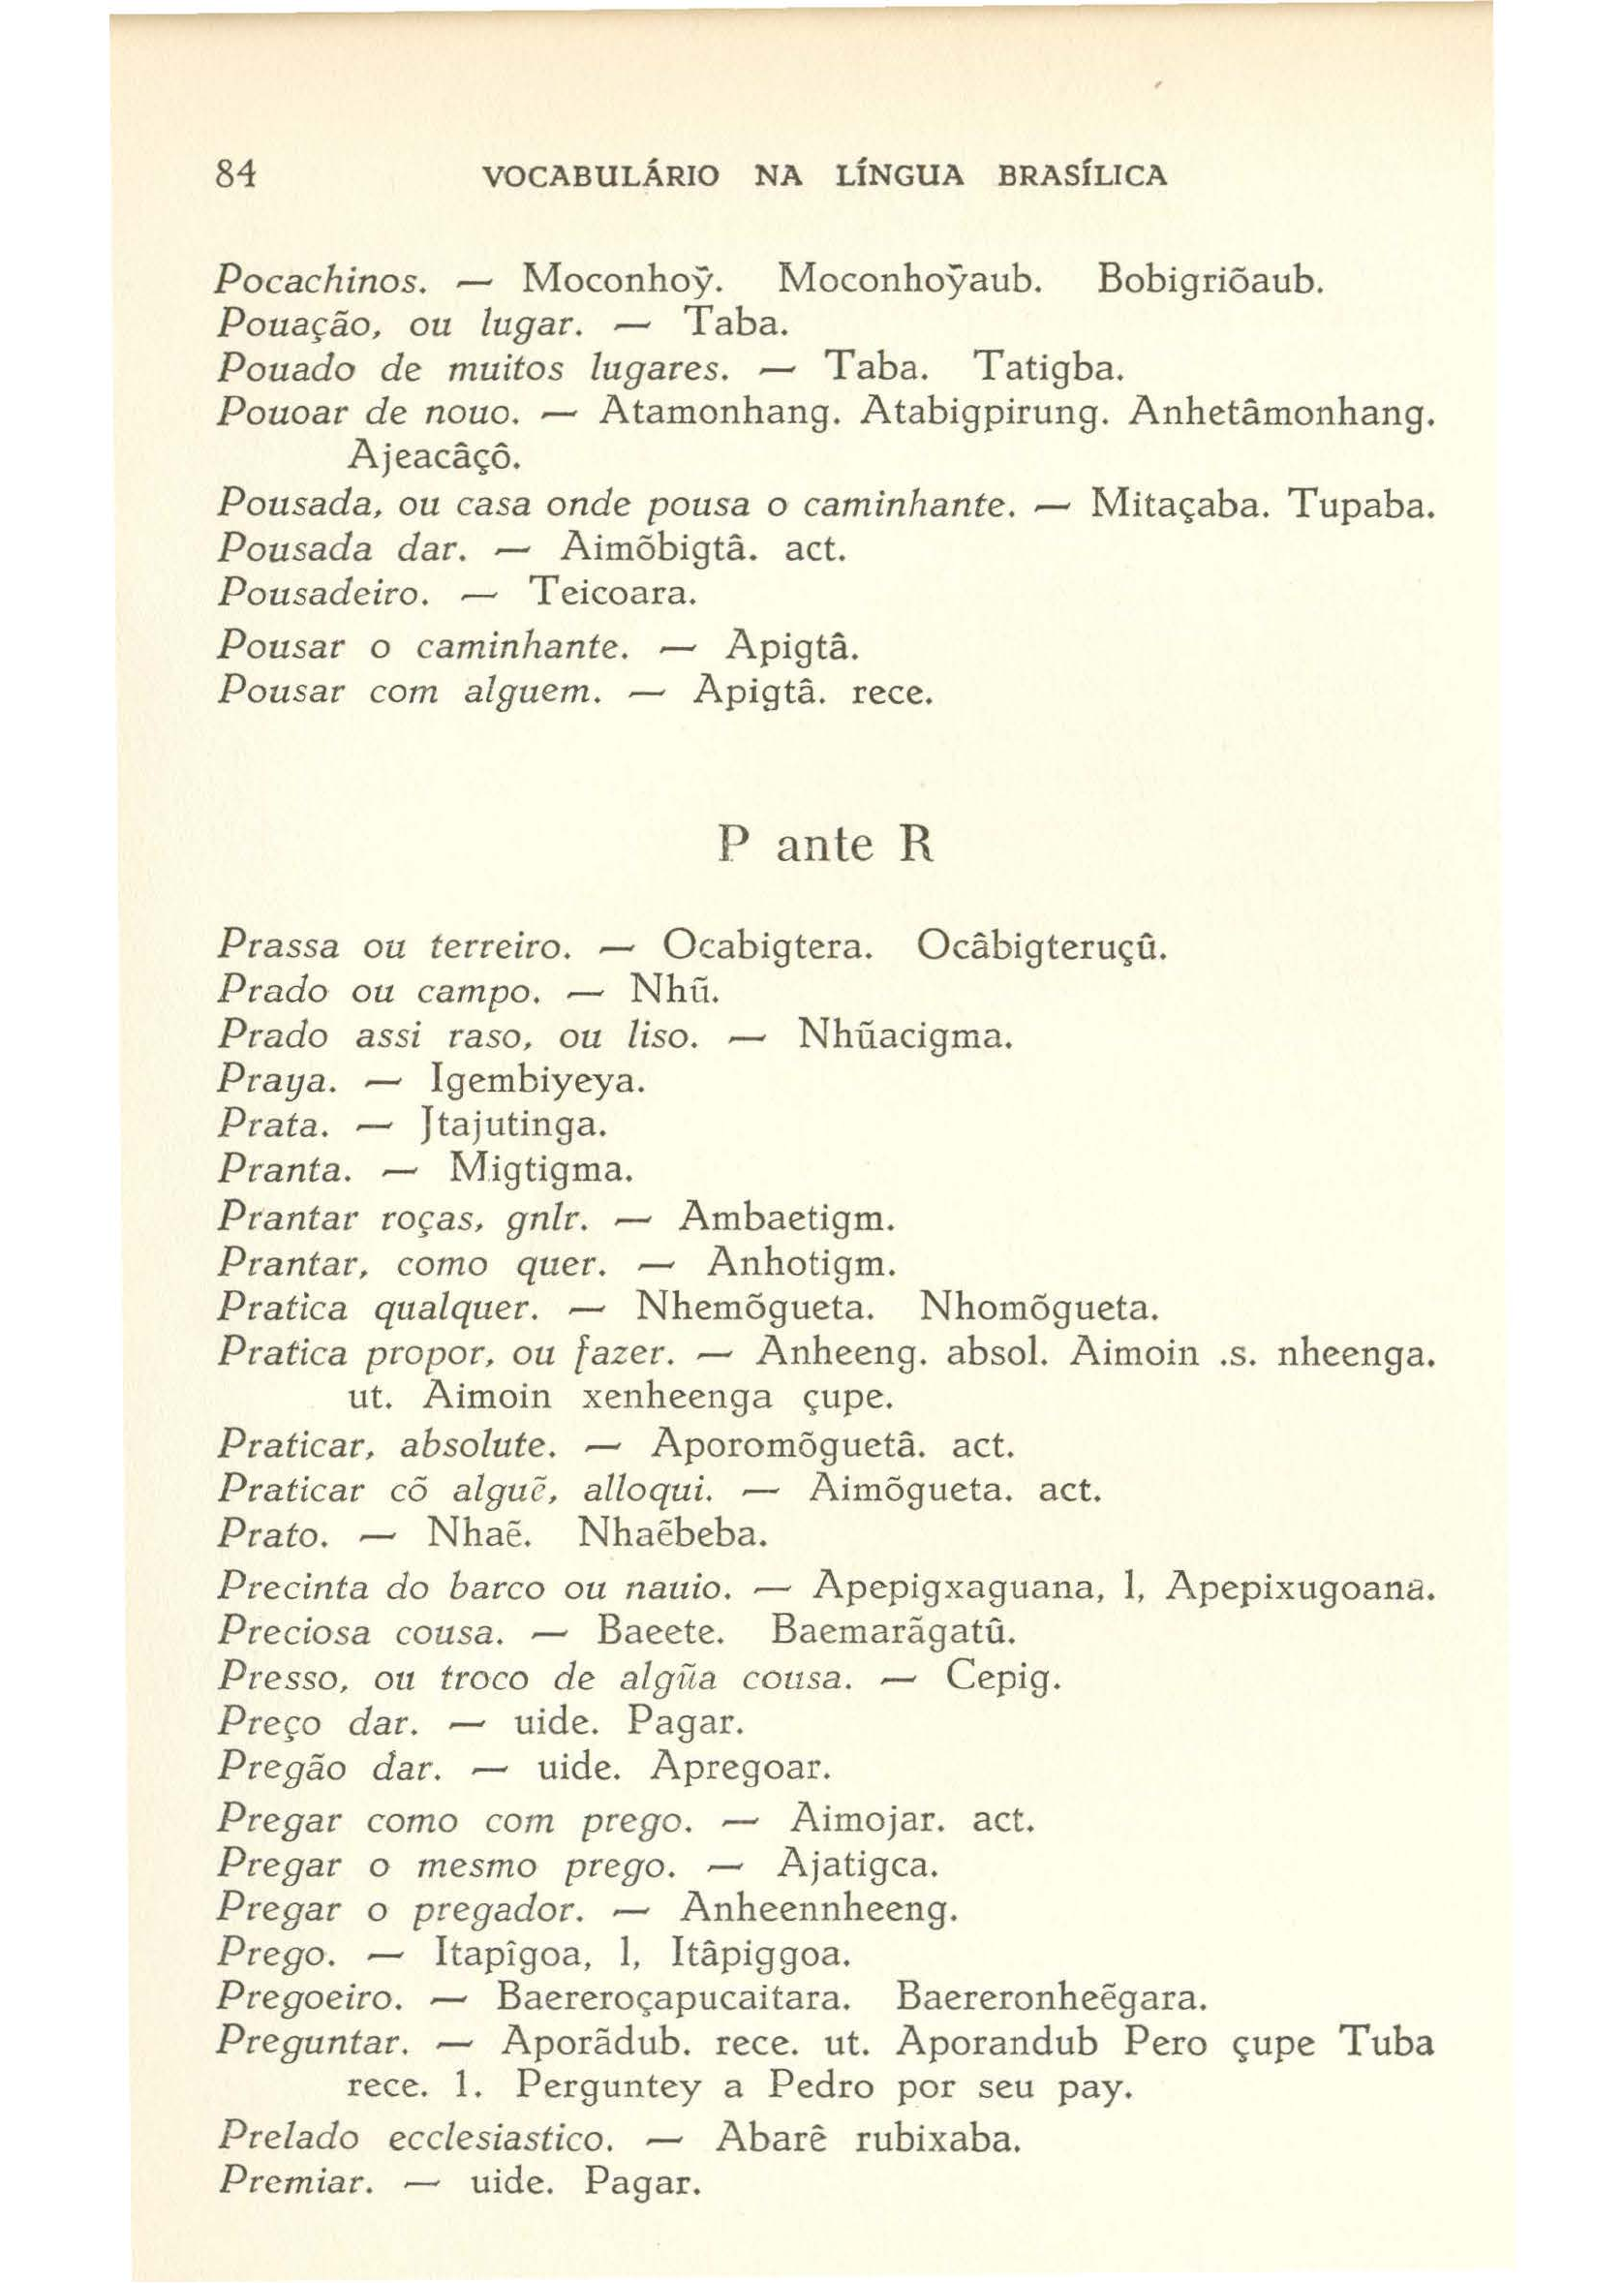 84 VOCABULÁRIO NA LÍNGUA BRASÍLICA
Pocachinos. — Moconhoỹ. Moconhoỹaub. Bobigriõaub.
Pouação, ou lugar. — Taba.
Pouado de muitos lugares. — Taba. Tatigba.
Pouoar de nouo. — Atamonhang. Atabigpirung. Anhetâmonhang.
Ajeacâçô.
Pousada, ou casa onde pousa o caminhante. — Mitaçaba. Tupaba.
Pousada dar. — Aimõbigtâ. act.
Pousadeiro. — Teicoara.
Pousar o caminhante. — Apigtâ.
Pousar com alguem. — Apigtâ. rece.
P ante R
Prassa ou terreiro. — Ocabigtera. Ocâbigteruçû.
Prado ou campo. — Nhũ.
Prado assi raso, ou liso. — Nhũacigma.
Praya. — Igembiyeya.
Prata. — Jtajutinga.
Pranta. — Migtigma.
Prantar roças, gnlr. — Ambaetigm.
Prantar, como quer. — Anhotigm.
Pratica qualquer. — Nhemõgueta. Nhomõgueta.
Pratica propor, ou fazer. — Anheeng. absol. Aimoin .s. nheenga.
ut. Aimoin xenheenga çupe.
Praticar, absolute. — Aporomõguetâ. act.
Praticar cõ alguẽ, alloqui. — Aimõgueta. act.
Prato. — Nhaẽ. Nhaẽbeba.
Precinta do barco ou nauio. — Apepigxaguana, l, Apepixugoana.
Preciosa cousa. — Baeete. Baemarãgatû.
Presso, ou troco de algũa cousa. — Cepig.
Preço dar. — uide. Pagar.
Pregão dar. — uide. Apregoar.
Pregar como com prego. — Aimojar. act.
Pregar o mesmo prego. — Ajatigca.
Pregar o pregador. — Anheennheeng.
Prego. — Itapîgoa, l, Itâpiggoa.
Pregoeiro. — Baereroçapucaitara. Baereronheẽgara.
Preguntar. — Aporãdub. rece. ut. Aporandub Pero çupe Tuba
rece. l. Perguntey a Pedro por seu pay.
Prelado ecclesiastico. — Abarê rubixaba.
Premiar. — uide. Pagar.